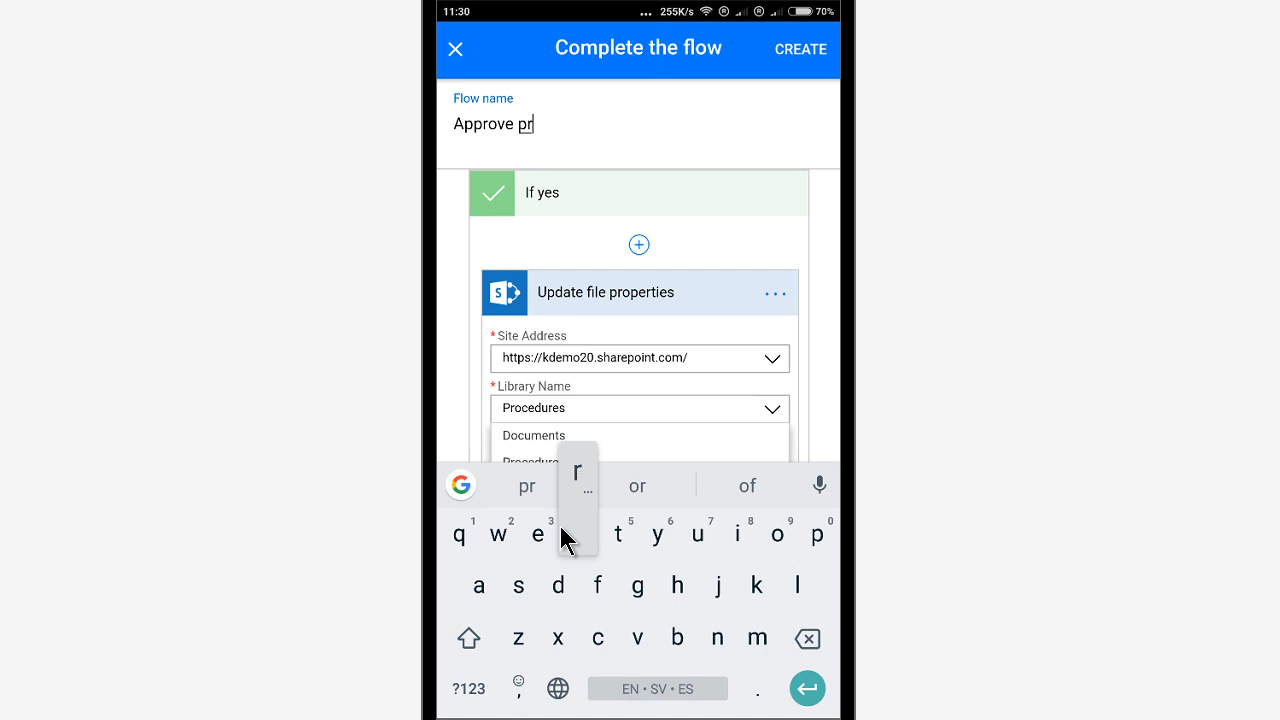 11:30 ... 255K/s R R 70%
Complete the flow CREATE
Flow name
Approve pr
If yes
S Update file properties ...
* Site Address
https://kdemo20.sharepoint.com/
* Library Name
Procedures
Documents
G pr r ... or of
q 1 w 2 e 3 t 5 y 6 u 7 i 8 o 9 p 0
a s d f g h j k l
z x c v b n m
?123 , EN • SV • ES .